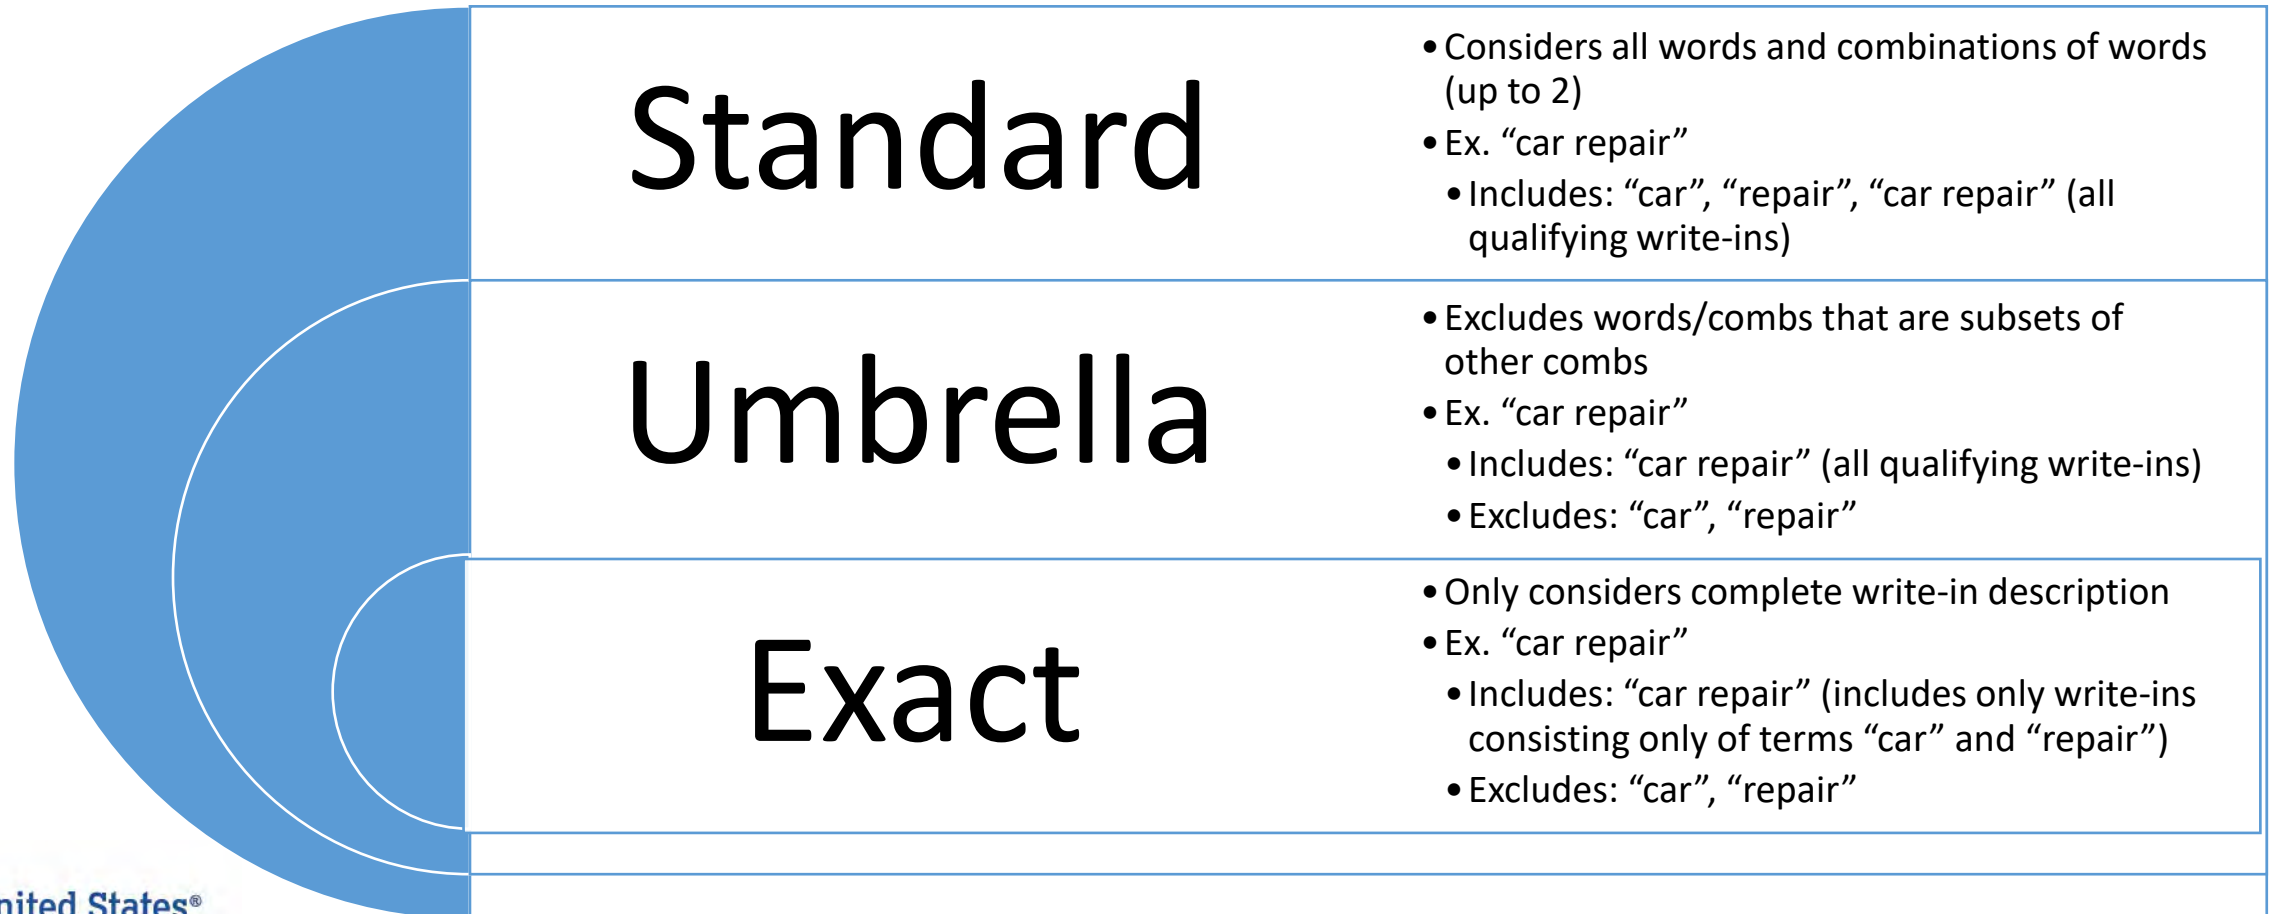 Standard
•Considers all words and combinations of words
(up to 2)
•Ex. “car repair”
•Includes: “car”, “repair”, “car repair” (all
qualifying write-ins)
Umbrella
•Excludes words/combs that are subsets of
other combs
•Ex. “car repair”
•Includes: “car repair” (all qualifying write-ins)
•Excludes: “car”, “repair”
Exact
•Only considers complete write-in description
•Ex. “car repair”
•Includes: “car repair” (includes only write-ins
consisting only of terms “car” and “repair”)
•Excludes: “car”, “repair”
States®